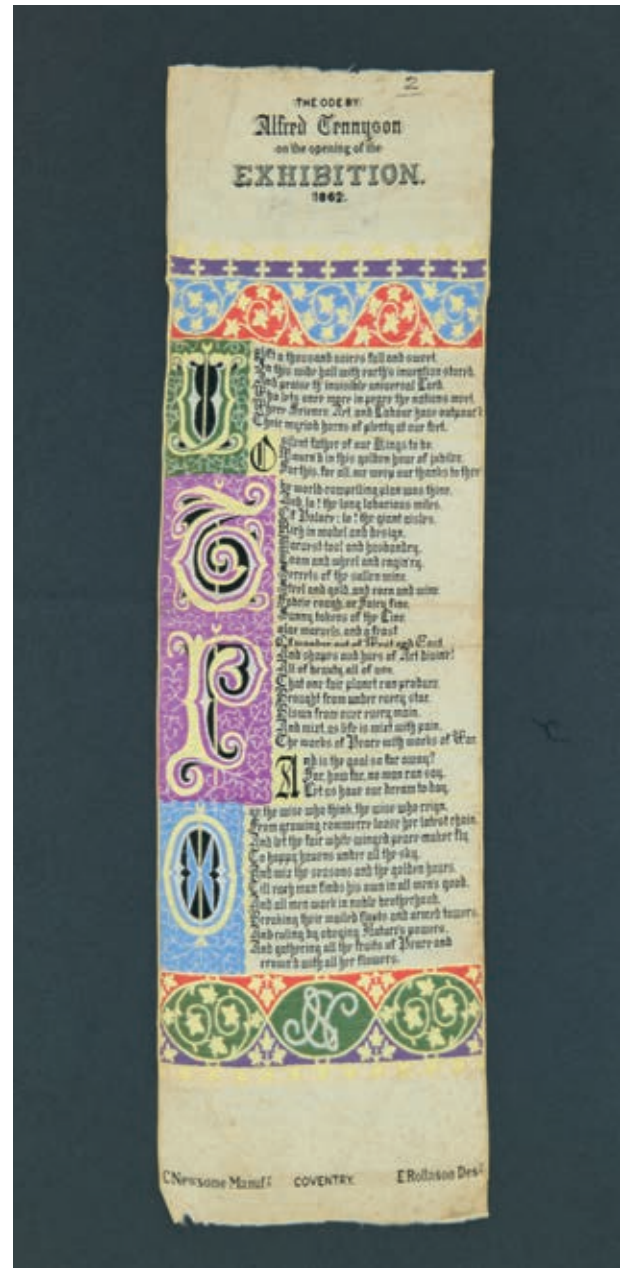 2
THE ODE BY
Alfred Tennyson
on the opening of the
EXHIBITION.
1862.
Uplift a thousand voices full and sweet.
In this wide hall with earth's invention stored.
And praise th' invisible universal Lord.
Who lets once more in peace the nations meet.
Where Science Art and Labour have outpour'd
Their myriad horns of plenty at our feet.
O silent father of our Kings to be.
Mourn'd in this golden hour of jubilee.
For this, for all, we weep our thanks to thee
The world-compelling plan was thine.
And, lo! the long laborious miles.
Of Palace; lo! the giant aisles.
Rich in model and design.
Harvest-tool and husbandry.
Loom and wheel and engin'ry.
Secrets of the sullen mine.
Steel and gold, and corn and wine
Fabric rough, or Fairy fine.
Sunny tokens of the Line
Polar marvels, and a feast
Of wonder out of West and East.
And shapes and hues of Art divine!
All of beauty, all of use.
That one fair planet can produce.
Brought from under every star.
Blown from over every main.
And mixt, as life is mixt with pain.
The works of Peace with works of War.
And is the goal so far away?
Far, how far, no man can say.
Let us have our dream to day.
O ye the wise who think, the wise who reign.
From growing commerce loose her latest chain.
And let the fair white winged peace-maker fly
To happy havens under all the sky.
And mix the seasons and the golden hours.
Till each man finds his own in all men's good.
And all men work in noble brotherhood.
Breaking their mailed fleets and armed towers.
And ruling by obeying Nature's powers.
And gathering all the fruits of Peace and
crown'd with all her flowers.
C Newsome Manufr COVENTRY. E Rollason Desr